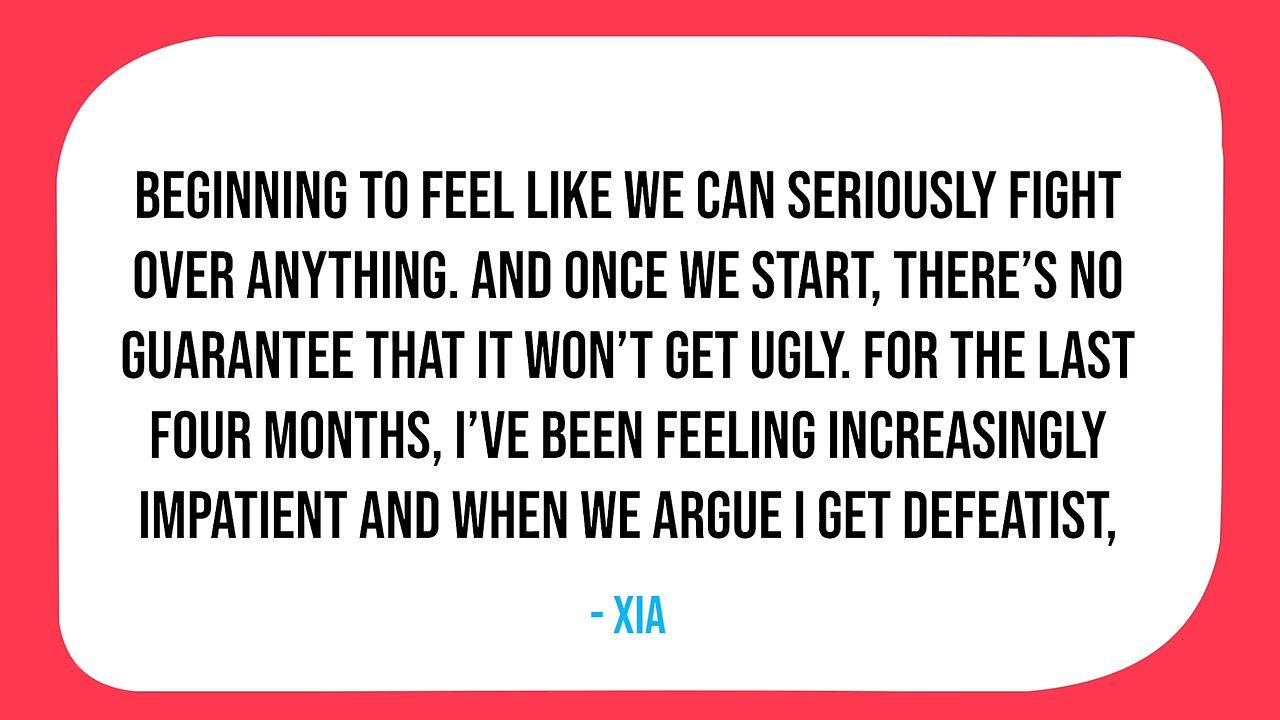 BEGINNING TO FEEL LIKE WE CAN SERIOUSLY FIGHT
OVER ANYTHING. AND ONCE WE START, THERE’S NO
GUARANTEE THAT IT WON’T GET UGLY. FOR THE LAST
FOUR MONTHS, I’VE BEEN FEELING INCREASINGLY
IMPATIENT AND WHEN WE ARGUE I GET DEFEATIST,
- XIA